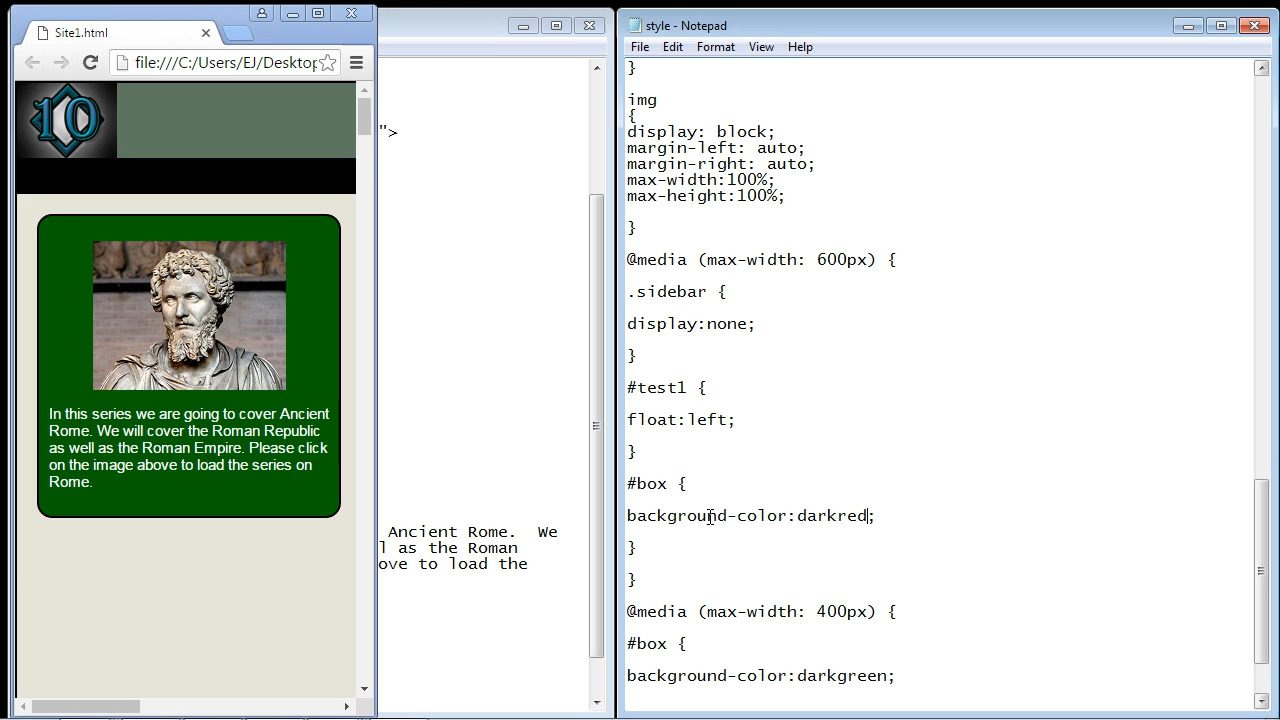 Site1.html
file:///C:/Users/EJ/Desktop
10
In this series we are going to cover Ancient
Rome. We will cover the Roman Republic
as well as the Roman Empire. Please click
on the image above to load the series on
Rome.
">
Ancient Rome.  We
l as the Roman
ove to load the
style - Notepad
File Edit Format View Help
}
img
{
display: block;
margin-left: auto;
margin-right: auto;
max-width:100%;
max-height:100%;
}
@media (max-width: 600px) {
.sidebar {
display:none;
}
#test1 {
float:left;
}
#box {
background-color:darkred;
}
}
@media (max-width: 400px) {
#box {
background-color:darkgreen;